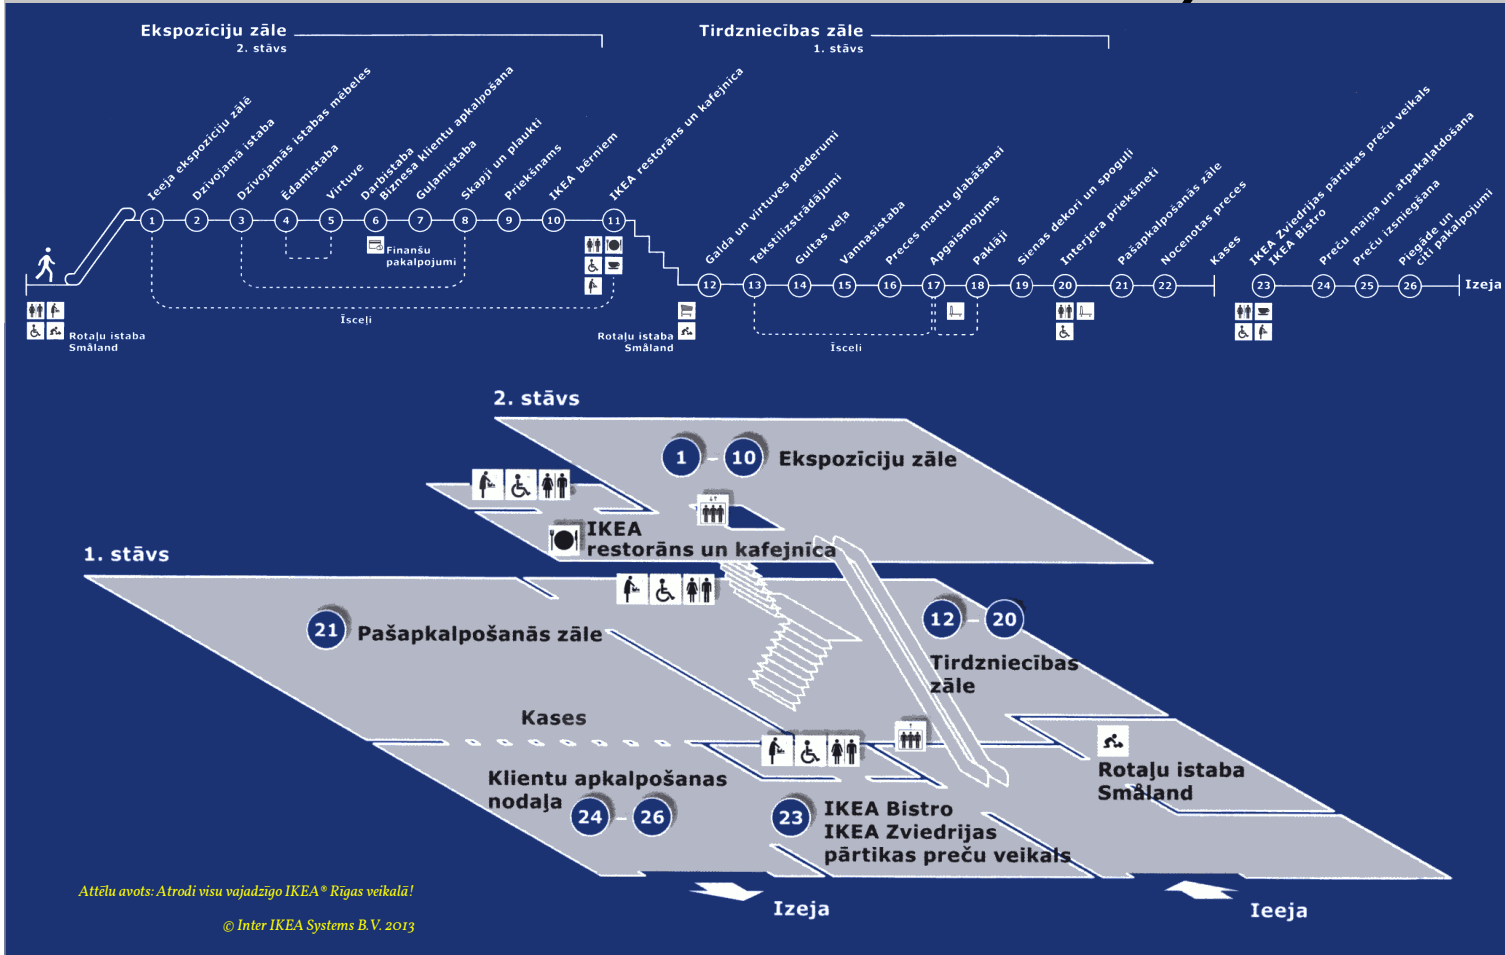 Ekspozīciju zāle
2. stāvs
Tirdzniecības zāle
1. stāvs
Ieeja ekspozīciju zālē
Dzīvojamā istaba
Dzīvojamās istabas mēbeles
Ēdamistaba
Virtuve
Darbistaba
Biznesa klientu apkalpošana
Guļamistaba
Skapji un plaukti
Priekšnams
IKEA bērniem
IKEA restorāns un kafejnīca
1 2 3 4 5 6 7 8 9 10 11
Finanšu
pakalpojumi
Rotaļu istaba
Småland
Īsceļi
Galda un virtuves piederumi
Tekstilizstrādājumi
Gultas veļa
Vannasistaba
Preces mantu glabāšanai
Apgaismojums
Paklāji
Sienas dekori un spoguļi
Interjera priekšmeti
Pašapkalpošanās zāle
Nocenotas preces
Kases
IKEA Zviedrijas pārtikas preču veikals
IKEA Bistro
Preču maiņa un atpakaļatdošana
Preču izsniegšana
Piegāde un
citi pakalpojumi
12 13 14 15 16 17 18 19 20 21 22 23 24 25 26
Izeja
Rotaļu istaba
Småland
Īsceļi
2. stāvs
1 – 10 Ekspozīciju zāle
IKEA
restorāns un kafejnīca
1. stāvs
21 Pašapkalpošanās zāle
12 – 20
Tirdzniecības
zāle
Kases
Klientu apkalpošanas
nodaļa
24 – 26
23 IKEA Bistro
IKEA Zviedrijas
pārtikas preču veikals
Rotaļu istaba
Småland
Izeja
Ieeja
Attēlu avots: Atrodi visu vajadzīgo IKEA® Rīgas veikalā!
© Inter IKEA Systems B.V. 2013